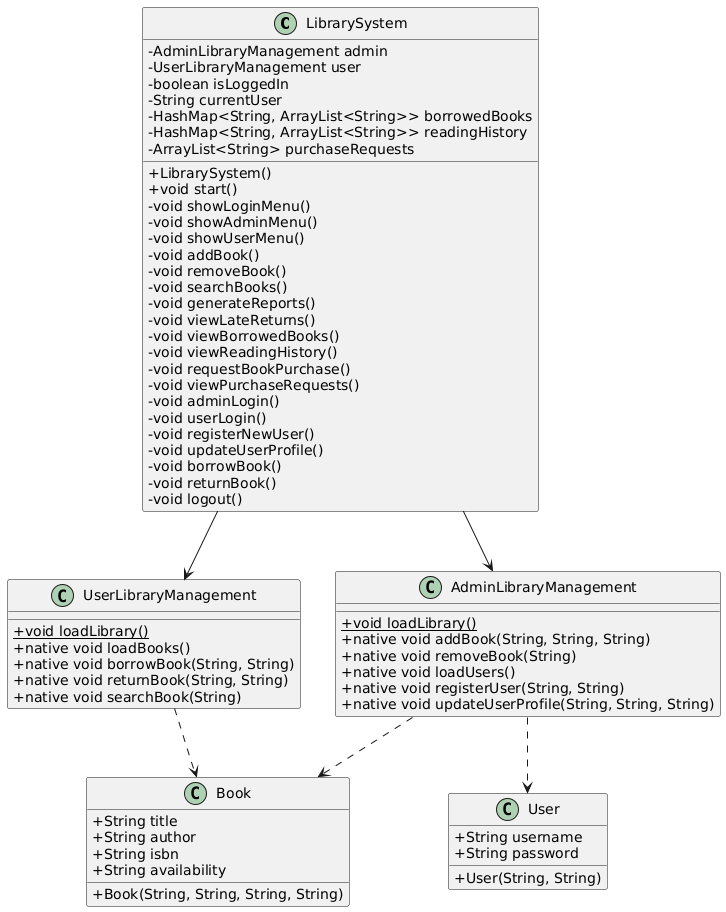 C LibrarySystem
-AdminLibraryManagement admin
-UserLibraryManagement user
-boolean isLoggedIn
-String currentUser
-HashMap<String, ArrayList<String>> borrowedBooks
-HashMap<String, ArrayList<String>> readingHistory
-ArrayList<String> purchaseRequests
+LibrarySystem()
+void start()
-void showLoginMenu()
-void showAdminMenu()
-void showUserMenu()
-void addBook()
-void removeBook()
-void searchBooks()
-void generateReports()
-void viewLateReturns()
-void viewBorrowedBooks()
-void viewReadingHistory()
-void requestBookPurchase()
-void viewPurchaseRequests()
-void adminLogin()
-void userLogin()
-void registerNewUser()
-void updateUserProfile()
-void borrowBook()
-void returnBook()
-void logout()
C UserLibraryManagement
+void loadLibrary()
+native void loadBooks()
+native void borrowBook(String, String)
+native void returnBook(String, String)
+native void searchBook(String)
C AdminLibraryManagement
+void loadLibrary()
+native void addBook(String, String, String)
+native void removeBook(String)
+native void loadUsers()
+native void registerUser(String, String)
+native void updateUserProfile(String, String, String)
C Book
+String title
+String author
+String isbn
+String availability
+Book(String, String, String, String)
C User
+String username
+String password
+User(String, String)